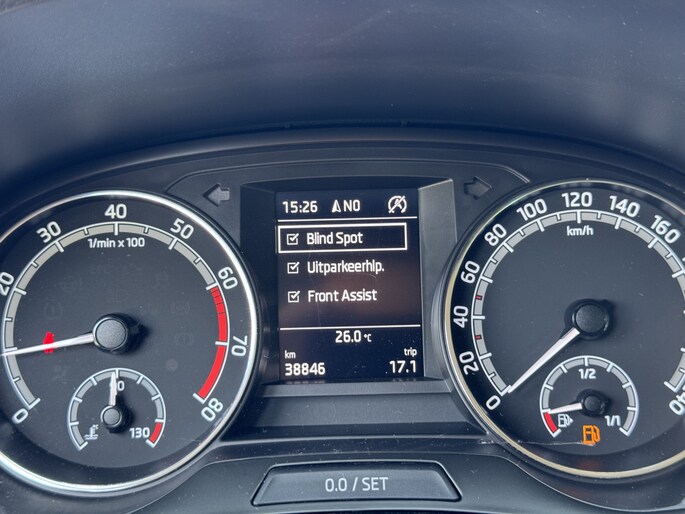 15:26 NO
Blind Spot
Uitparkeerhlp.
Front Assist
26.0 °C
km trip
38846 17.1
0.0 / SET
1/min x 100
0
20
30
40
50
60
70
80
130
km/h
0
20
40
60
80
100
120
140
160
1/2
1/1